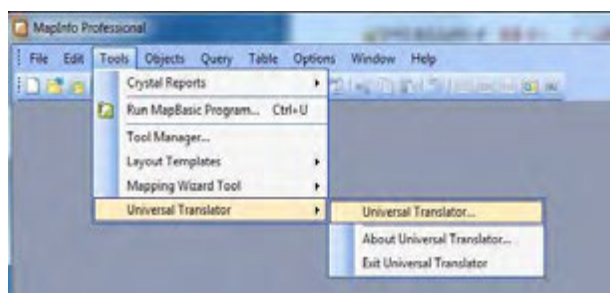 MapInfo Professional
File Edit Tools Objects Query Table Options Window Help
Crystal Reports
Run MapBasic Program... Ctrl+U
Tool Manager...
Layout Templates
Mapping Wizard Tool
Universal Translator
Universal Translator...
About Universal Translator...
Exit Universal Translator